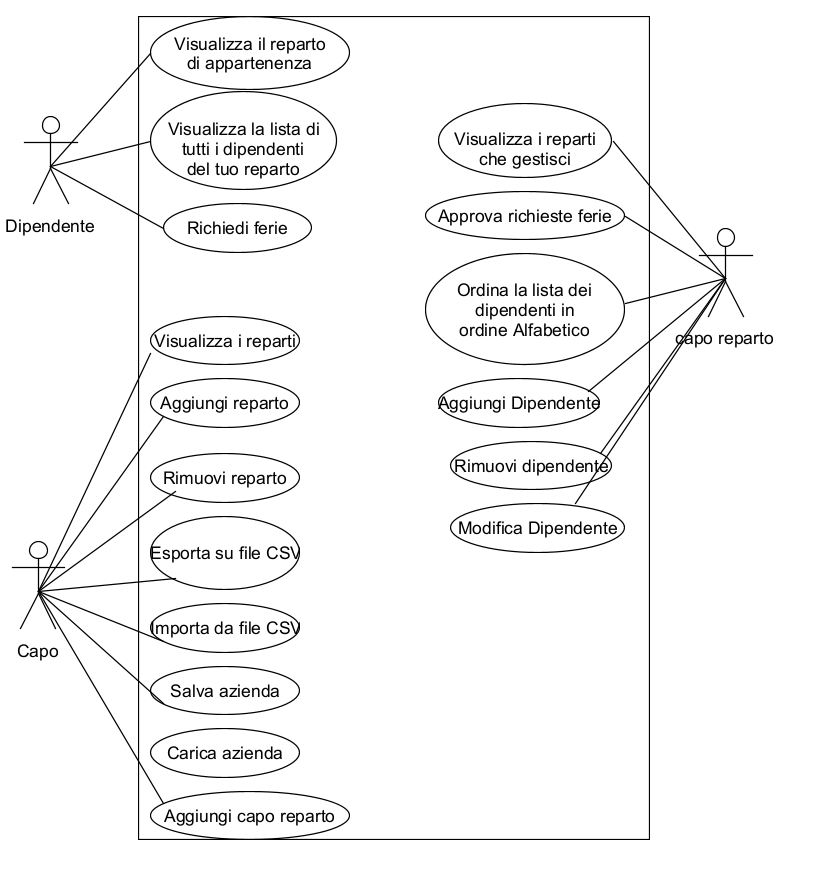 Visualizza il reparto
di appartenenza
Visualizza la lista di
tutti i dipendenti
del tuo reparto
Dipendente
Richiedi ferie
Visualizza i reparti
che gestisci
Approva richieste ferie
Ordina la lista dei
dipendenti in
ordine Alfabetico
capo reparto
Aggiungi Dipendente
Rimuovi dipendente
Modifica Dipendente
Visualizza i reparti
Aggiungi reparto
Rimuovi reparto
Esporta su file CSV
Importa da file CSV
Capo
Salva azienda
Carica azienda
Aggiungi capo reparto